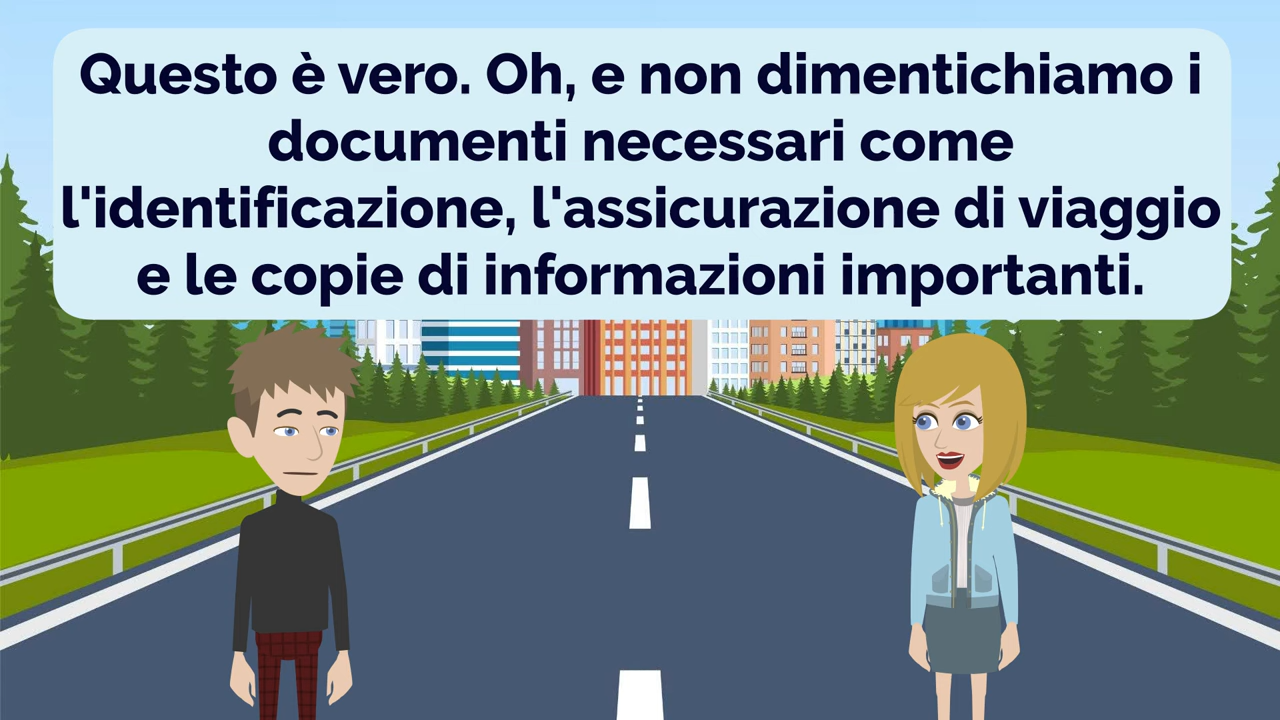 Questo è vero. Oh, e non dimentichiamo i
documenti necessari come
l'identificazione, l'assicurazione di viaggio
e le copie di informazioni importanti.